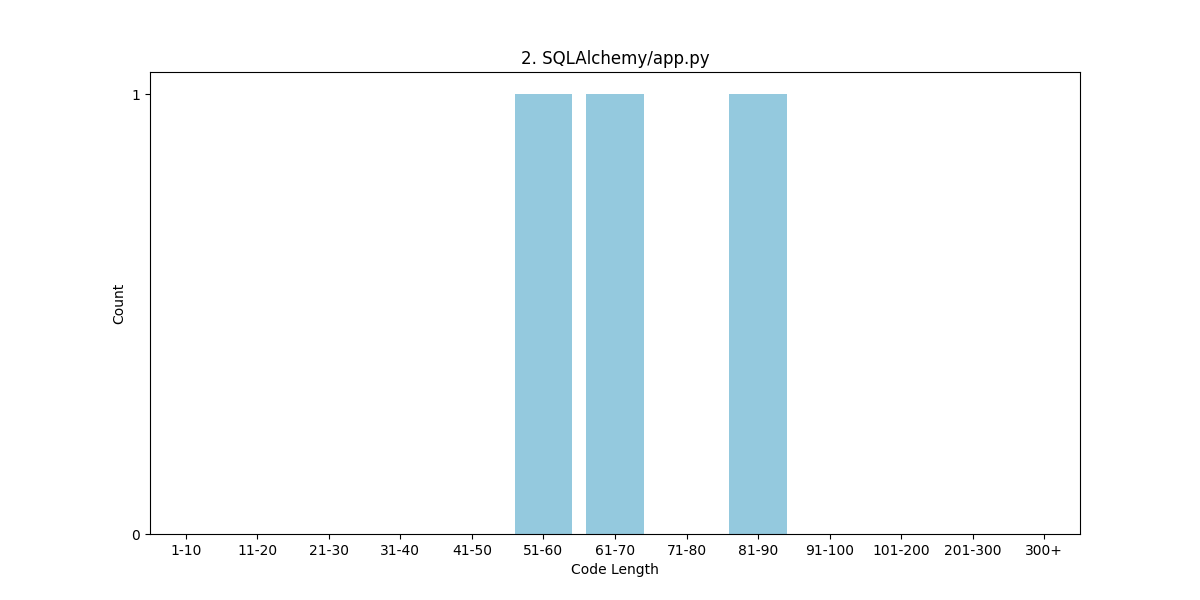 2. SQLAlchemy/app.py
1
Count
0
1-10 11-20 21-30 31-40 41-50 51-60 61-70 71-80 81-90 91-100 101-200 201-300 300+
Code Length